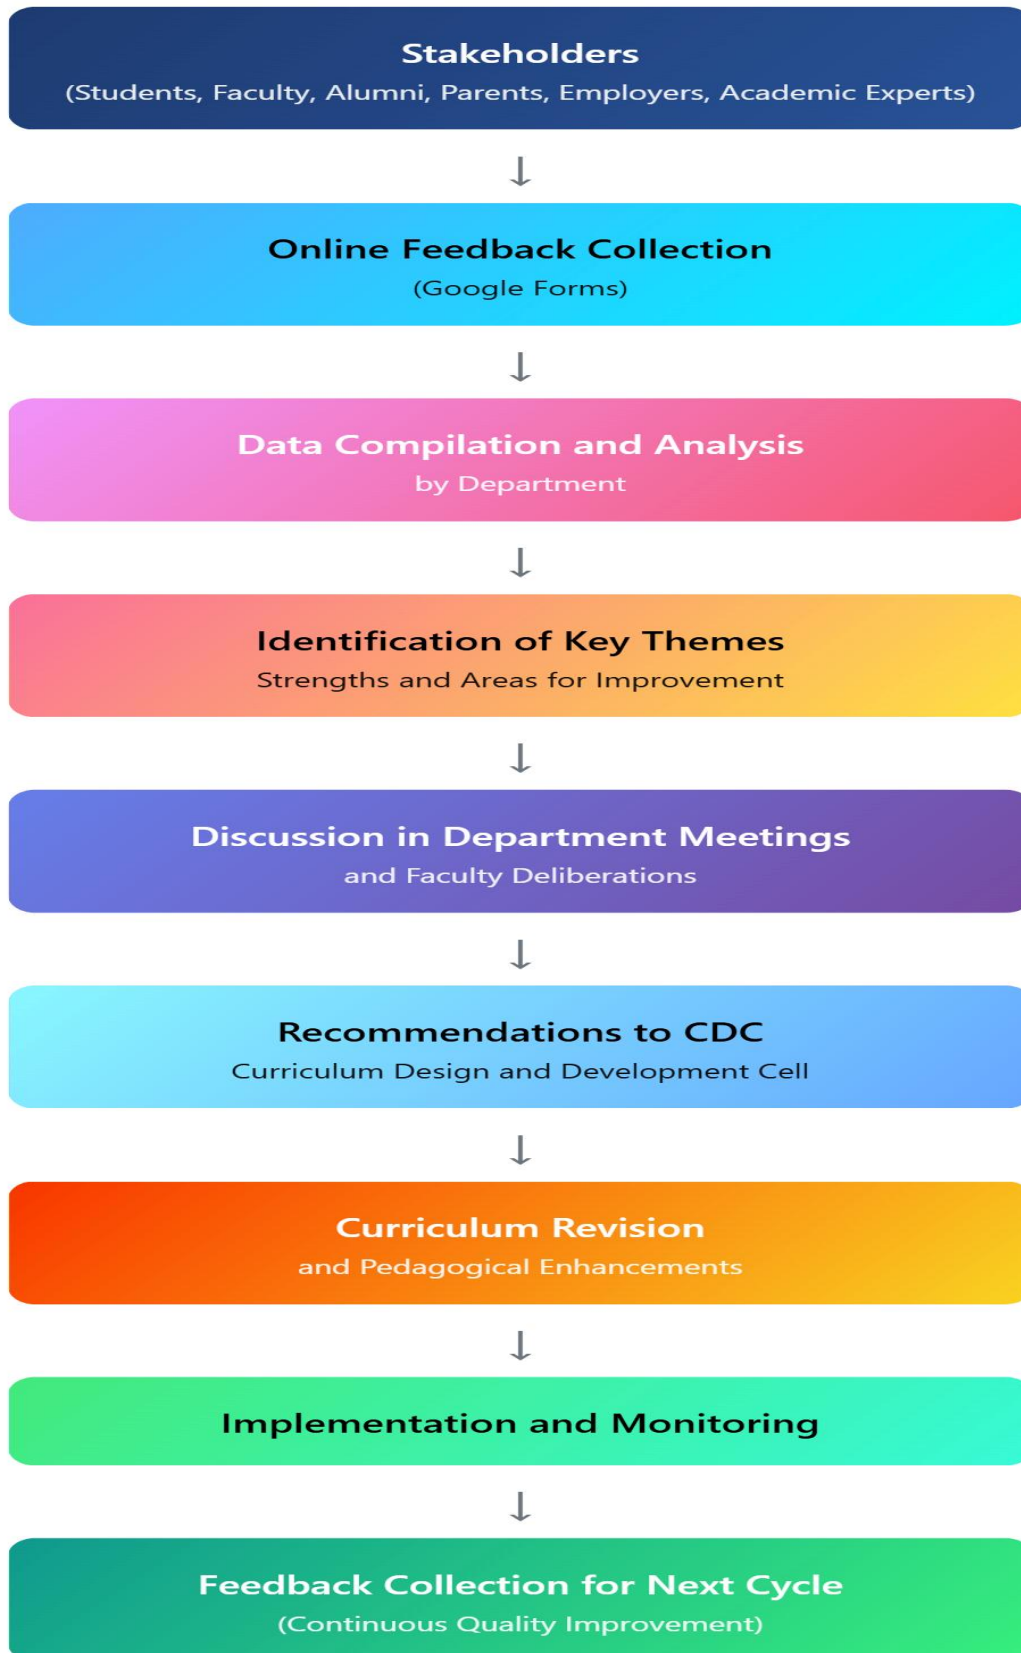 Stakeholders
(Students, Faculty, Alumni, Parents, Employers, Academic Experts)
↓
Online Feedback Collection
(Google Forms)
↓
Data Compilation and Analysis
by Department
↓
Identification of Key Themes
Strengths and Areas for Improvement
↓
Discussion in Department Meetings
and Faculty Deliberations
↓
Recommendations to CDC
Curriculum Design and Development Cell
↓
Curriculum Revision
and Pedagogical Enhancements
↓
Implementation and Monitoring
↓
Feedback Collection for Next Cycle
(Continuous Quality Improvement)